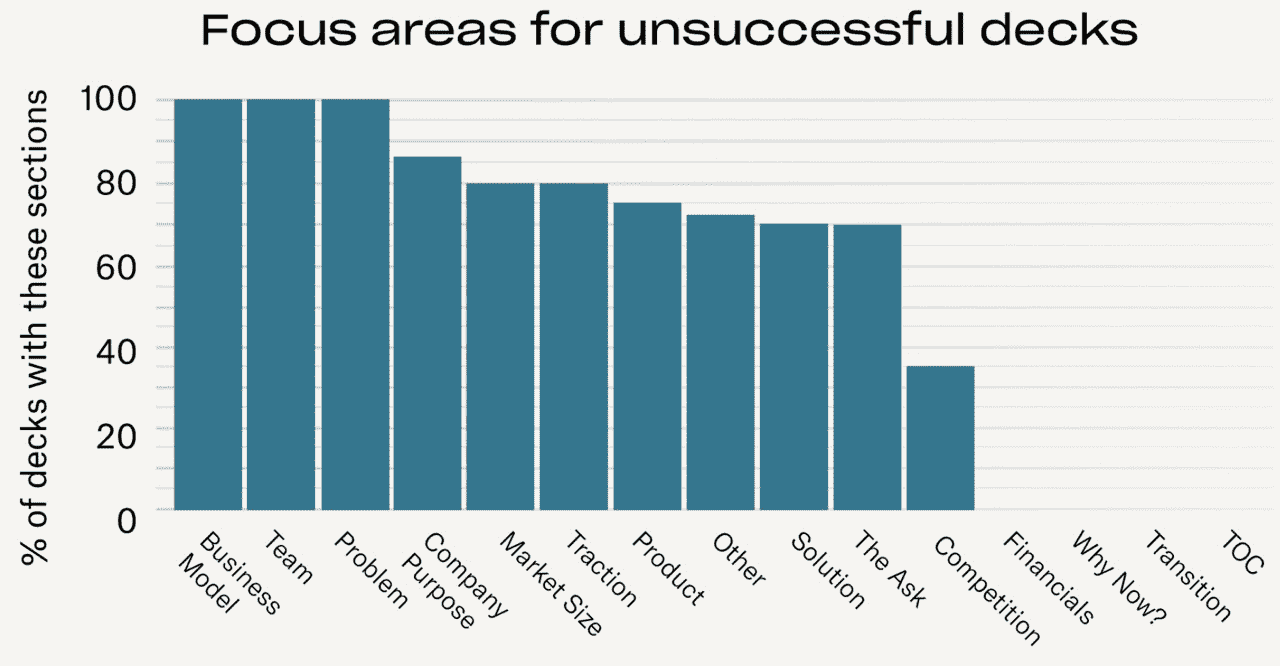 Focus areas for unsuccessful decks
% of decks with these sections
100
80
60
40
20
0
Business
Model
Team
Problem
Company
Purpose
Market Size
Traction
Product
Other
Solution
The Ask
Competition
Financials
Why Now?
Transition
TOC